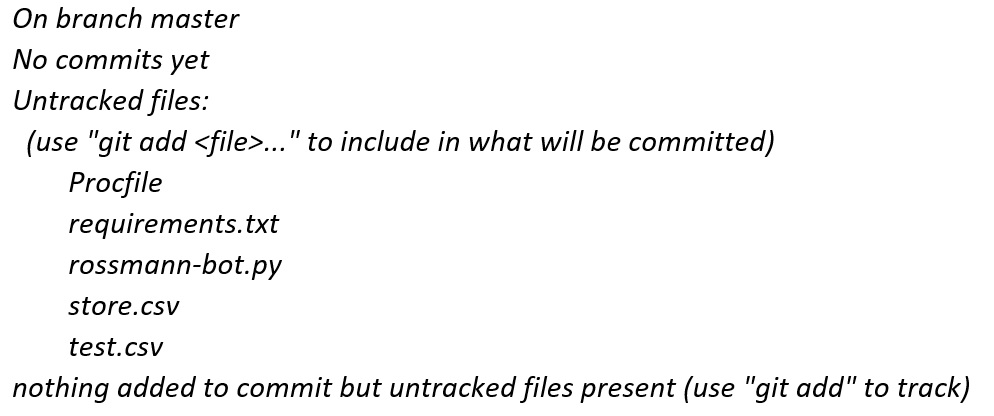 On branch master
No commits yet
Untracked files:
(use "git add <file>..." to include in what will be committed)
Procfile
requirements.txt
rossmann-bot.py
store.csv
test.csv
nothing added to commit but untracked files present (use "git add" to track)